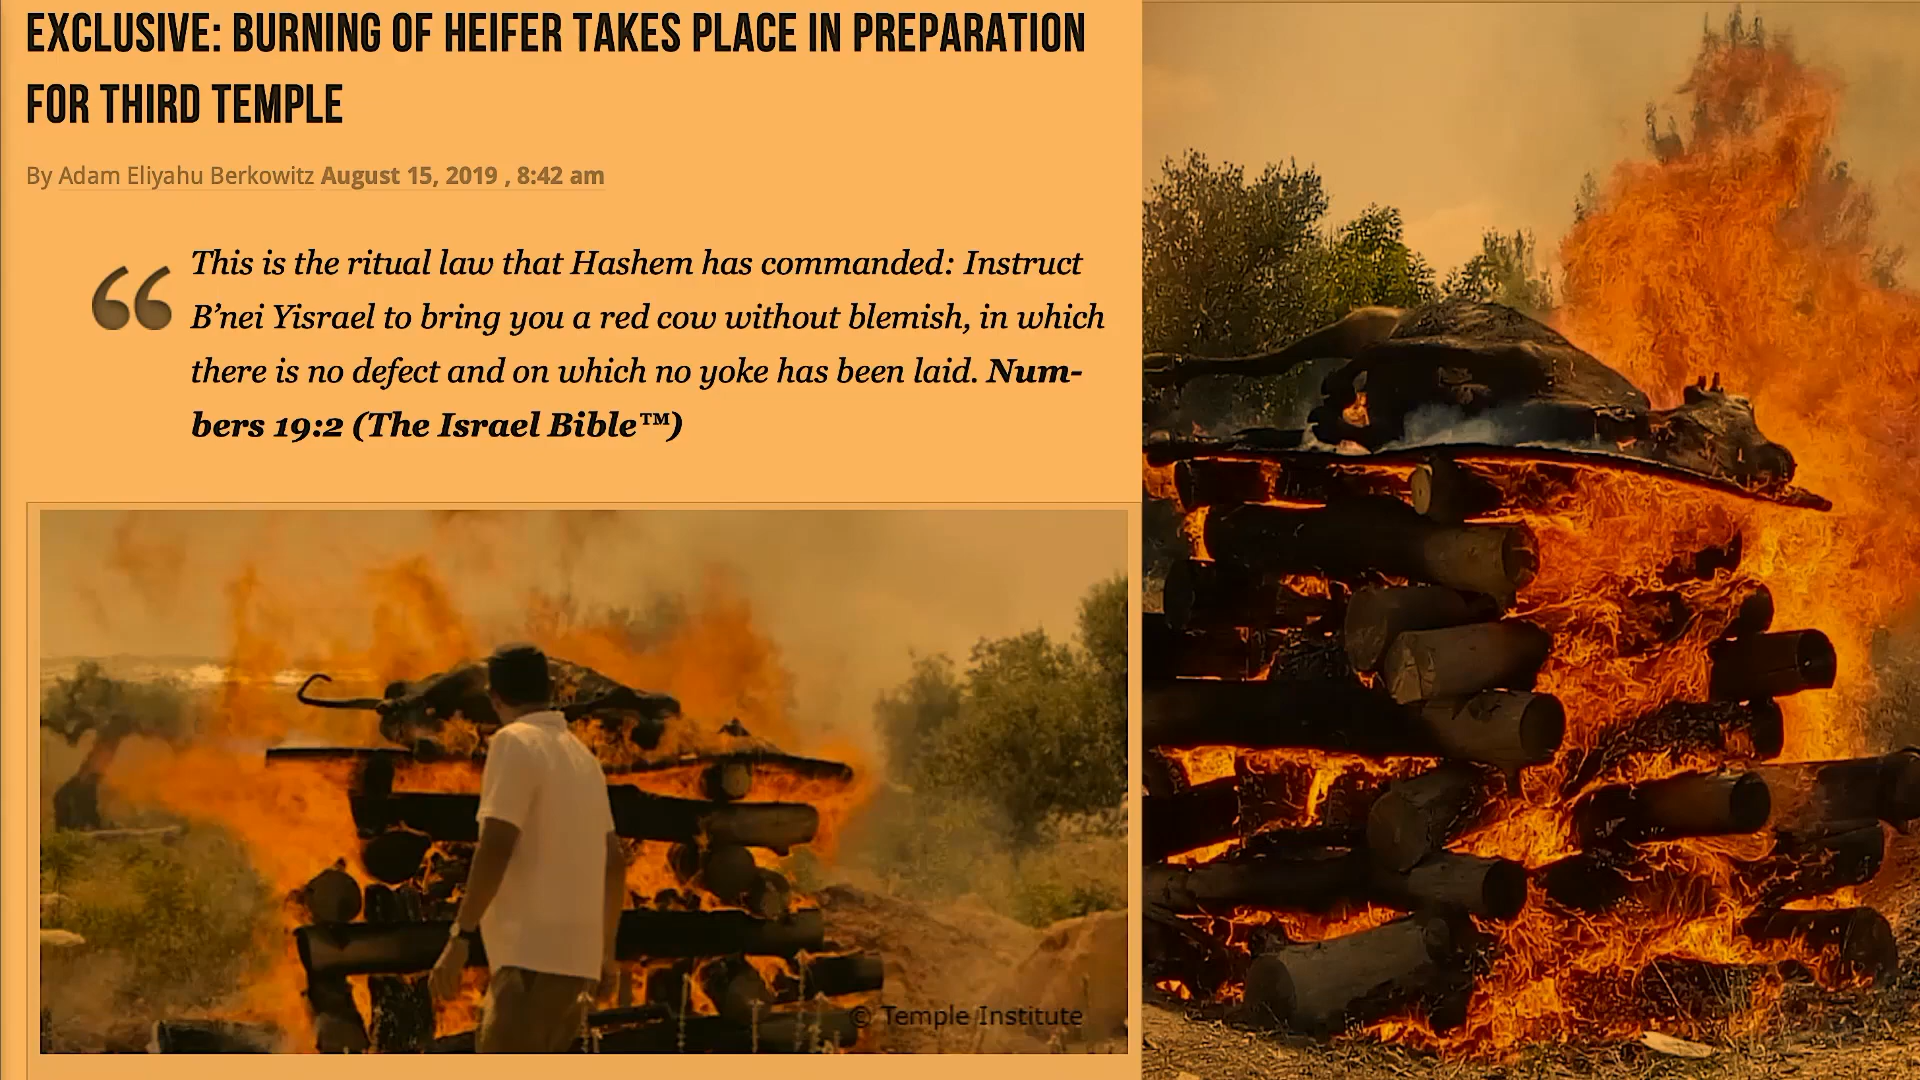 EXCLUSIVE: BURNING OF HEIFER TAKES PLACE IN PREPARATION
FOR THIRD TEMPLE
By Adam Eliyahu Berkowitz August 15, 2019 , 8:42 am
“ This is the ritual law that Hashem has commanded: Instruct
B’nei Yisrael to bring you a red cow without blemish, in which
there is no defect and on which no yoke has been laid. Num-
bers 19:2 (The Israel Bible™)
© Temple Institute